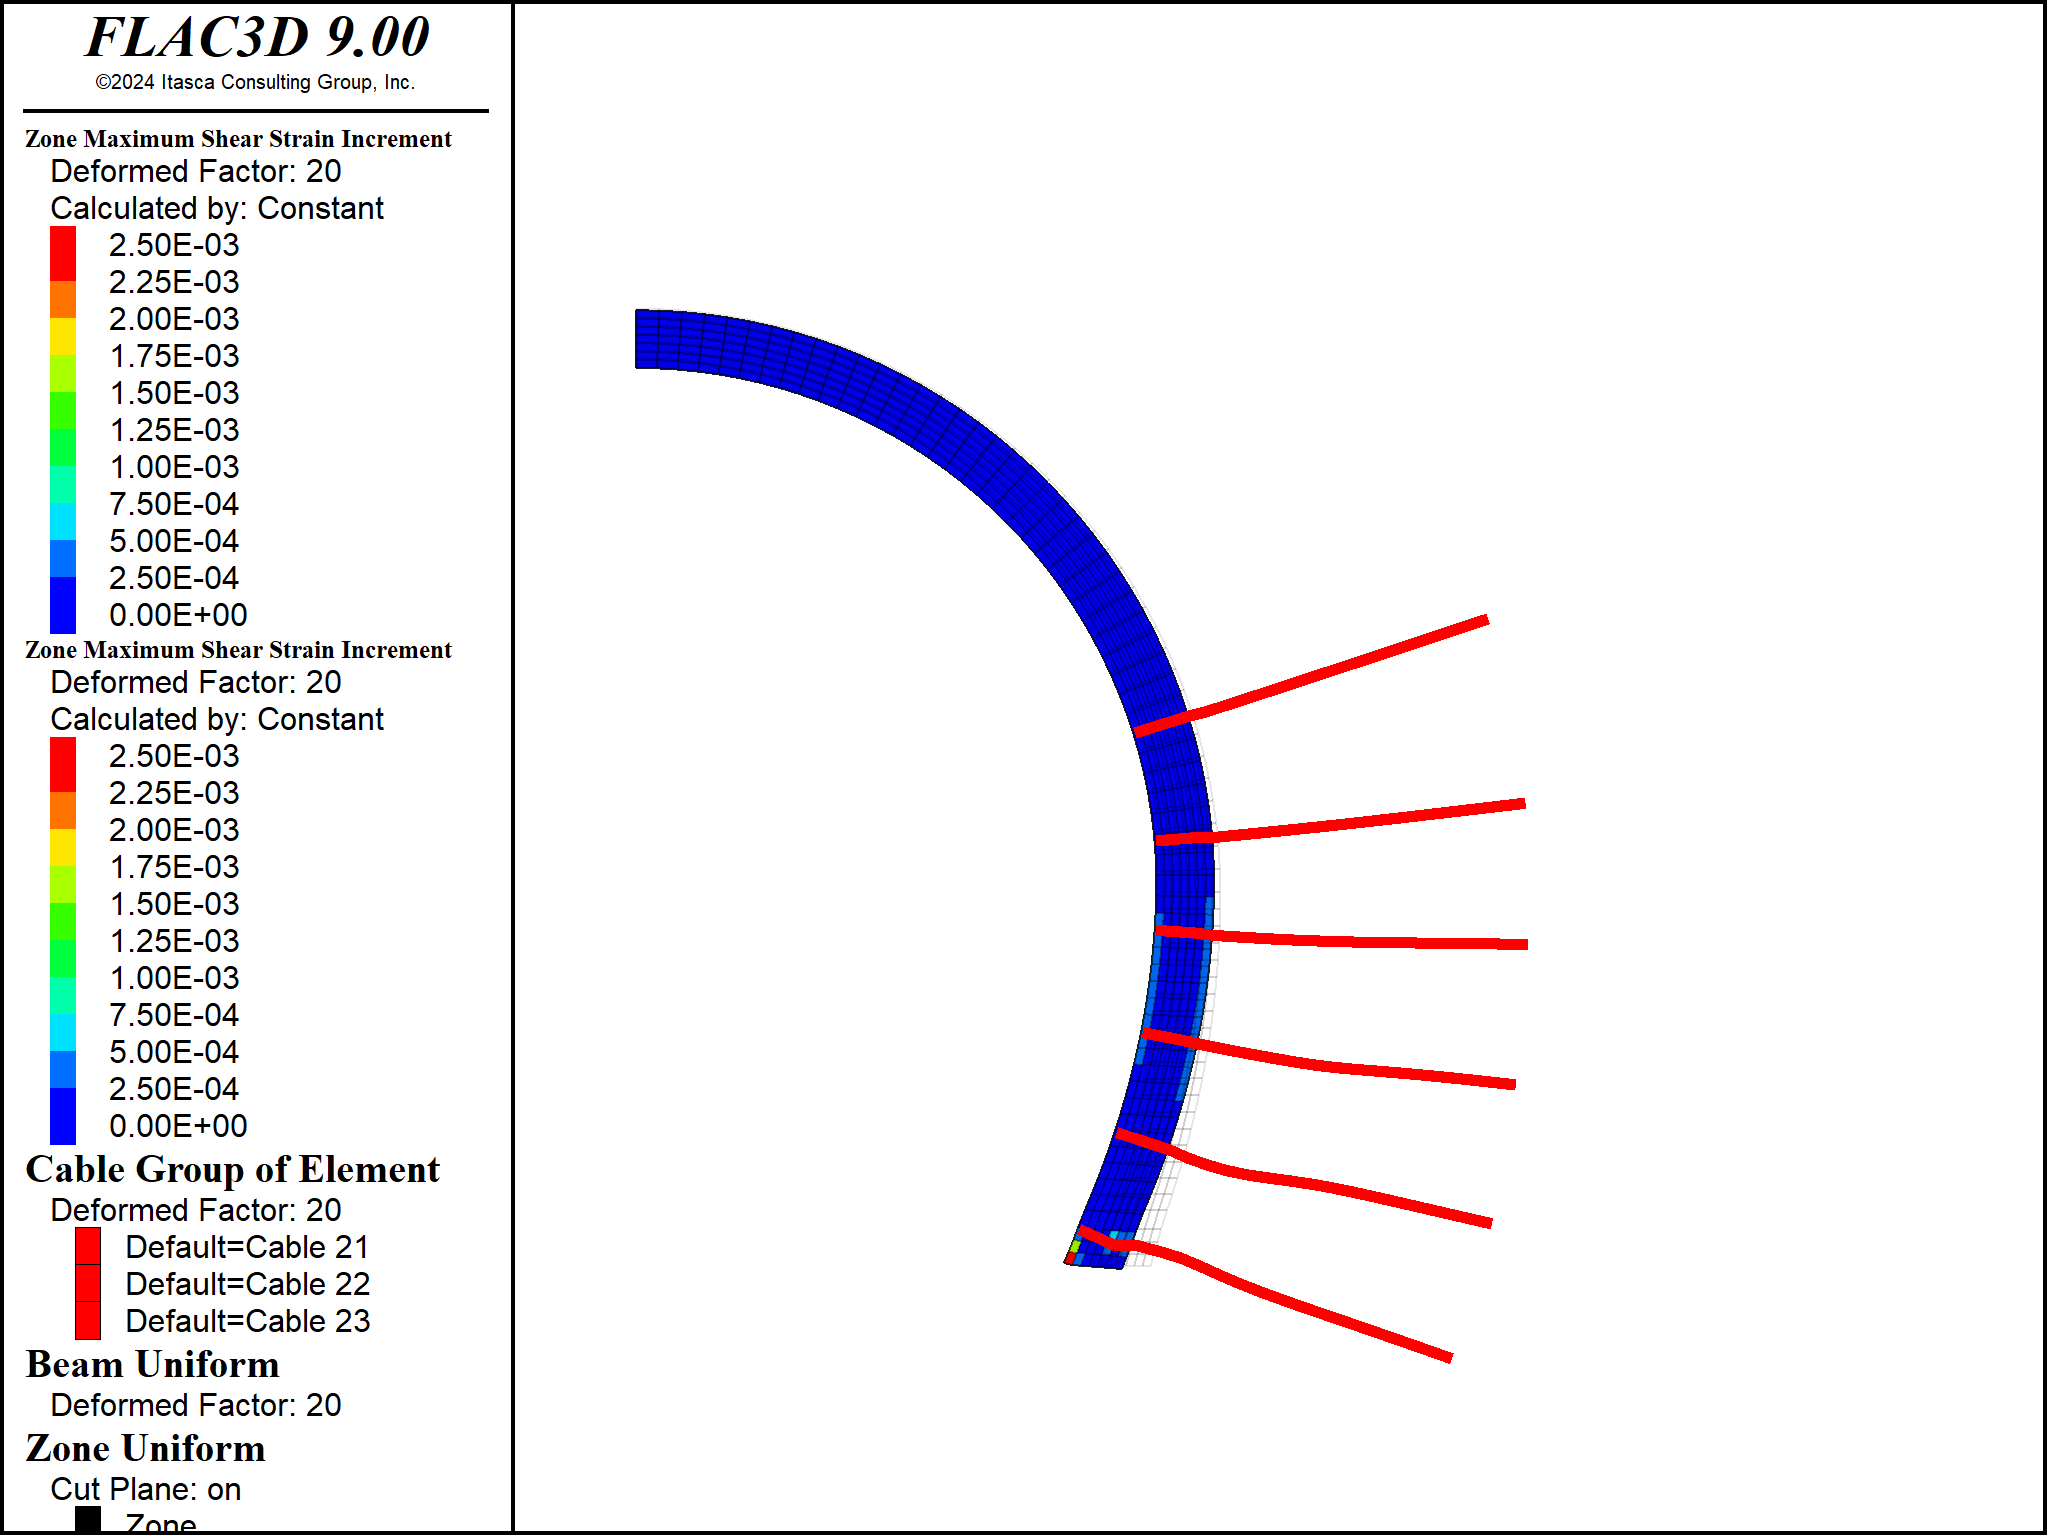 FLAC3D 9.00
©2024 Itasca Consulting Group, Inc.
Zone Maximum Shear Strain Increment
Deformed Factor: 20
Calculated by: Constant
2.50E-03
2.25E-03
2.00E-03
1.75E-03
1.50E-03
1.25E-03
1.00E-03
7.50E-04
5.00E-04
2.50E-04
0.00E+00
Zone Maximum Shear Strain Increment
Deformed Factor: 20
Calculated by: Constant
2.50E-03
2.25E-03
2.00E-03
1.75E-03
1.50E-03
1.25E-03
1.00E-03
7.50E-04
5.00E-04
2.50E-04
0.00E+00
Cable Group of Element
Deformed Factor: 20
Default=Cable 21
Default=Cable 22
Default=Cable 23
Beam Uniform
Deformed Factor: 20
Zone Uniform
Cut Plane: on
Zone